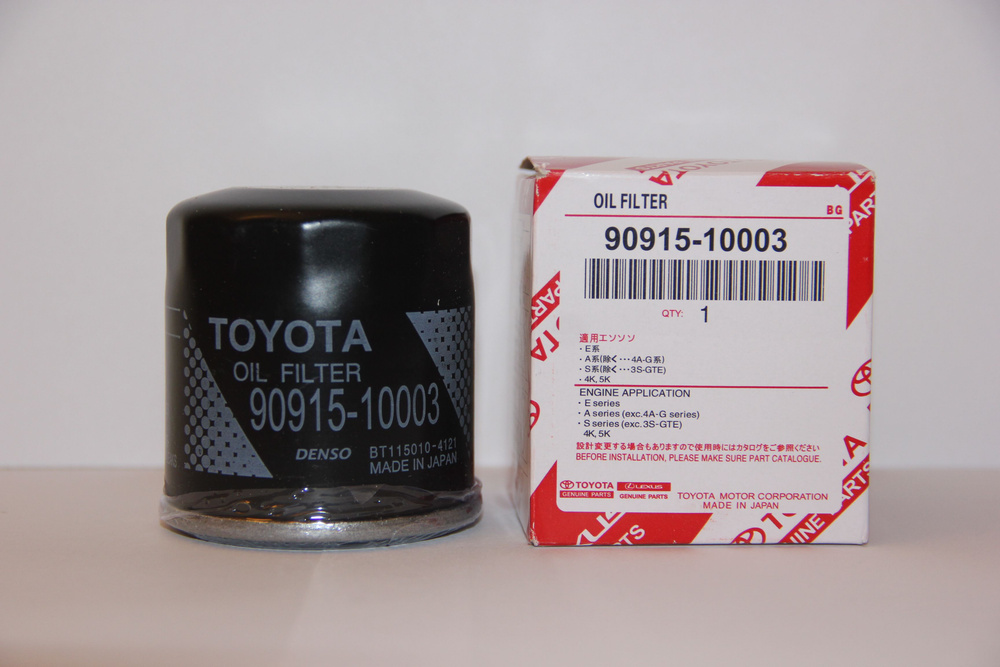 TOYOTA
OIL FILTER
90915-10003
DENSO
BT115010-4121
MADE IN JAPAN
TOYOTA
OIL FILTER
BG
90915-10003
QTY: 1
適用エソソソ
・E系
・A系(除く・・・4A-G系)
・S系(除く・・・3S-GTE)
・4K, 5K
ENGINE APPLICATION
・E series
・A series (exc.4A-G series)
・S series (exc.3S-GTE)
4K, 5K
設計変更する場合もありますので使用時にはカタログをご参照ください
BEFORE INSTALLATION, PLEASE MAKE SURE PART CATALOGUE.
TOYOTA
GENUINE PARTS
LEXUS
GENUINE PARTS
TOYOTA MOTOR CORPORATION
MADE IN JAPAN